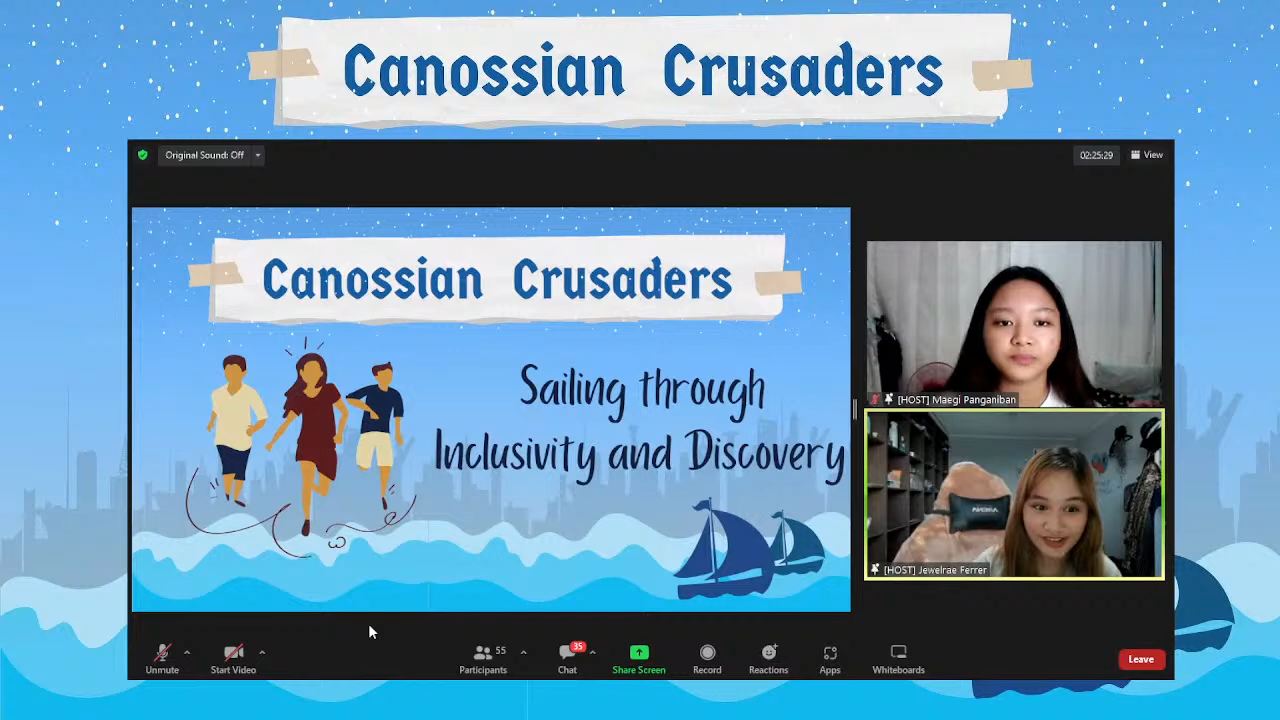 Canossian Crusaders
Original Sound: Off
02:25:29
View
Canossian Crusaders
Sailing through
Inclusivity and Discovery
[HOST] Maegi Panganiban
[HOST] Jewelrae Ferrer
Unmute
Start Video
55
Participants
35
Chat
Share Screen
Record
Reactions
Apps
Whiteboards
Leave